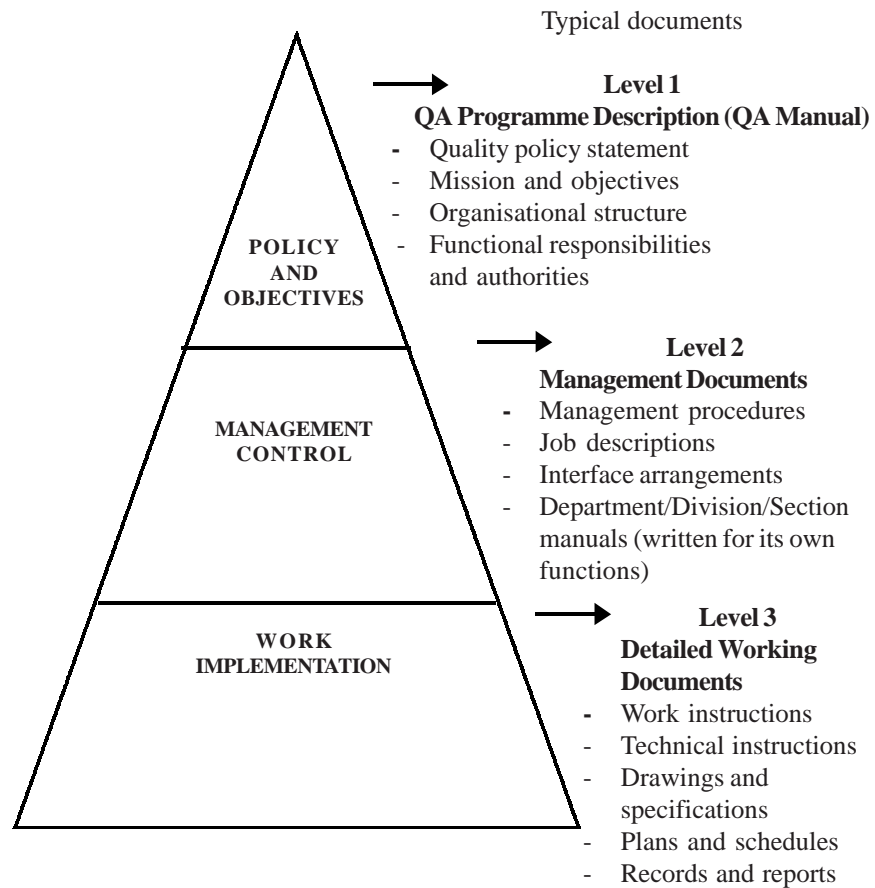 Typical documents
Level 1
QA Programme Description (QA Manual)
- Quality policy statement
- Mission and objectives
- Organisational structure
- Functional responsibilities
and authorities
POLICY
AND
OBJECTIVES
Level 2
Management Documents
- Management procedures
- Job descriptions
- Interface arrangements
- Department/Division/Section
manuals (written for its own
functions)
MANAGEMENT
CONTROL
Level 3
Detailed Working
Documents
- Work instructions
- Technical instructions
- Drawings and
specifications
- Plans and schedules
- Records and reports
WORK
IMPLEMENTATION